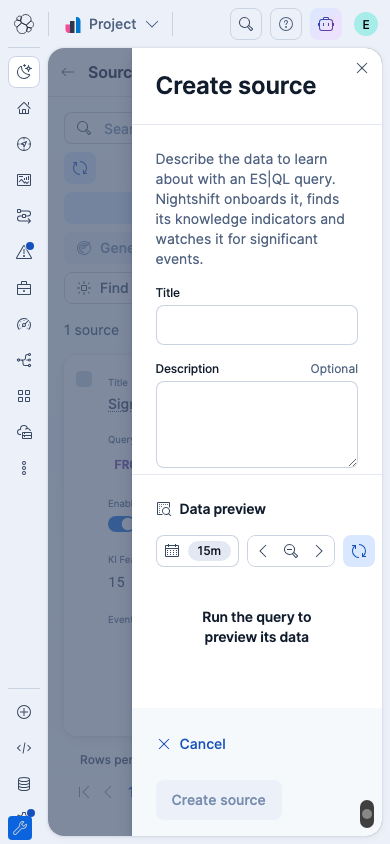 Project
E
Sourc
Create source
Sear
Describe the data to learn
about with an ES|QL query.
Nightshift onboards it, finds
its knowledge indicators and
watches it for significant
events.
Gene
Find
Title
1 source
Description Optional
Title
Sign
Query
FRO
Data preview
Enabl
15m
KI Fea
15
Run the query to
preview its data
Event
Cancel
Rows per
1
Create source